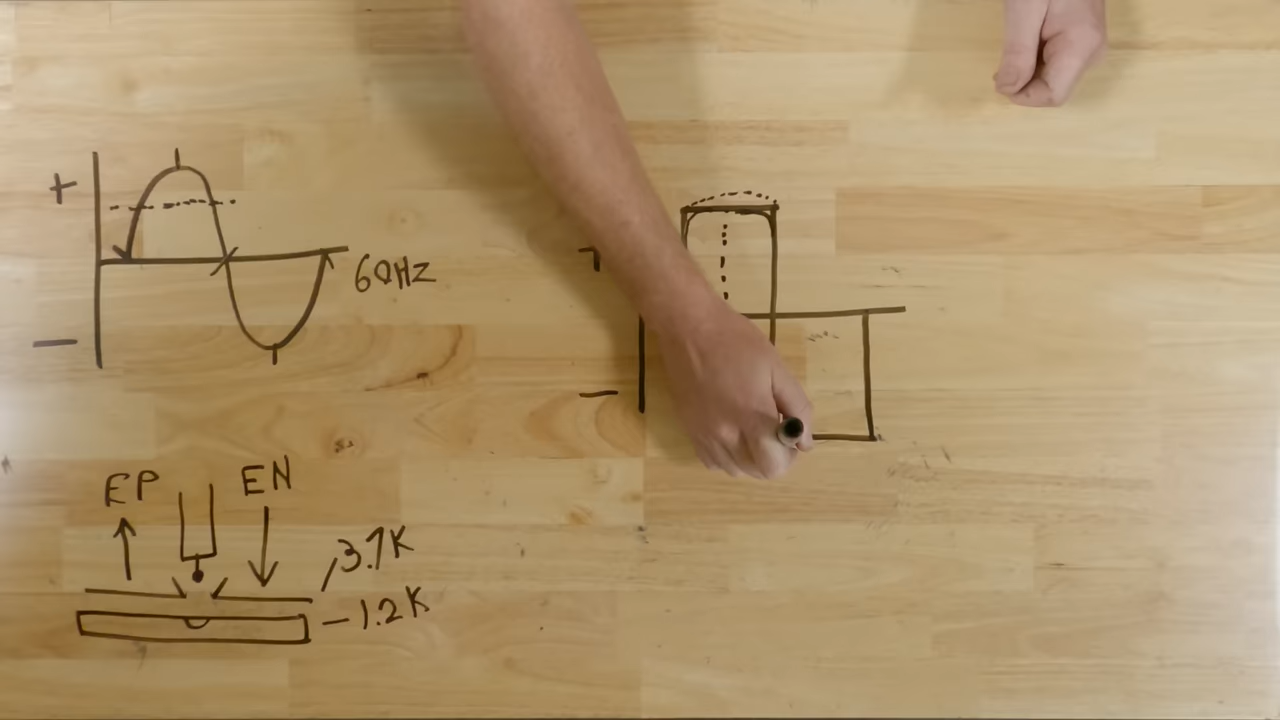 +
60HZ
—
+
—
EP EN
3.7K
-1.2K